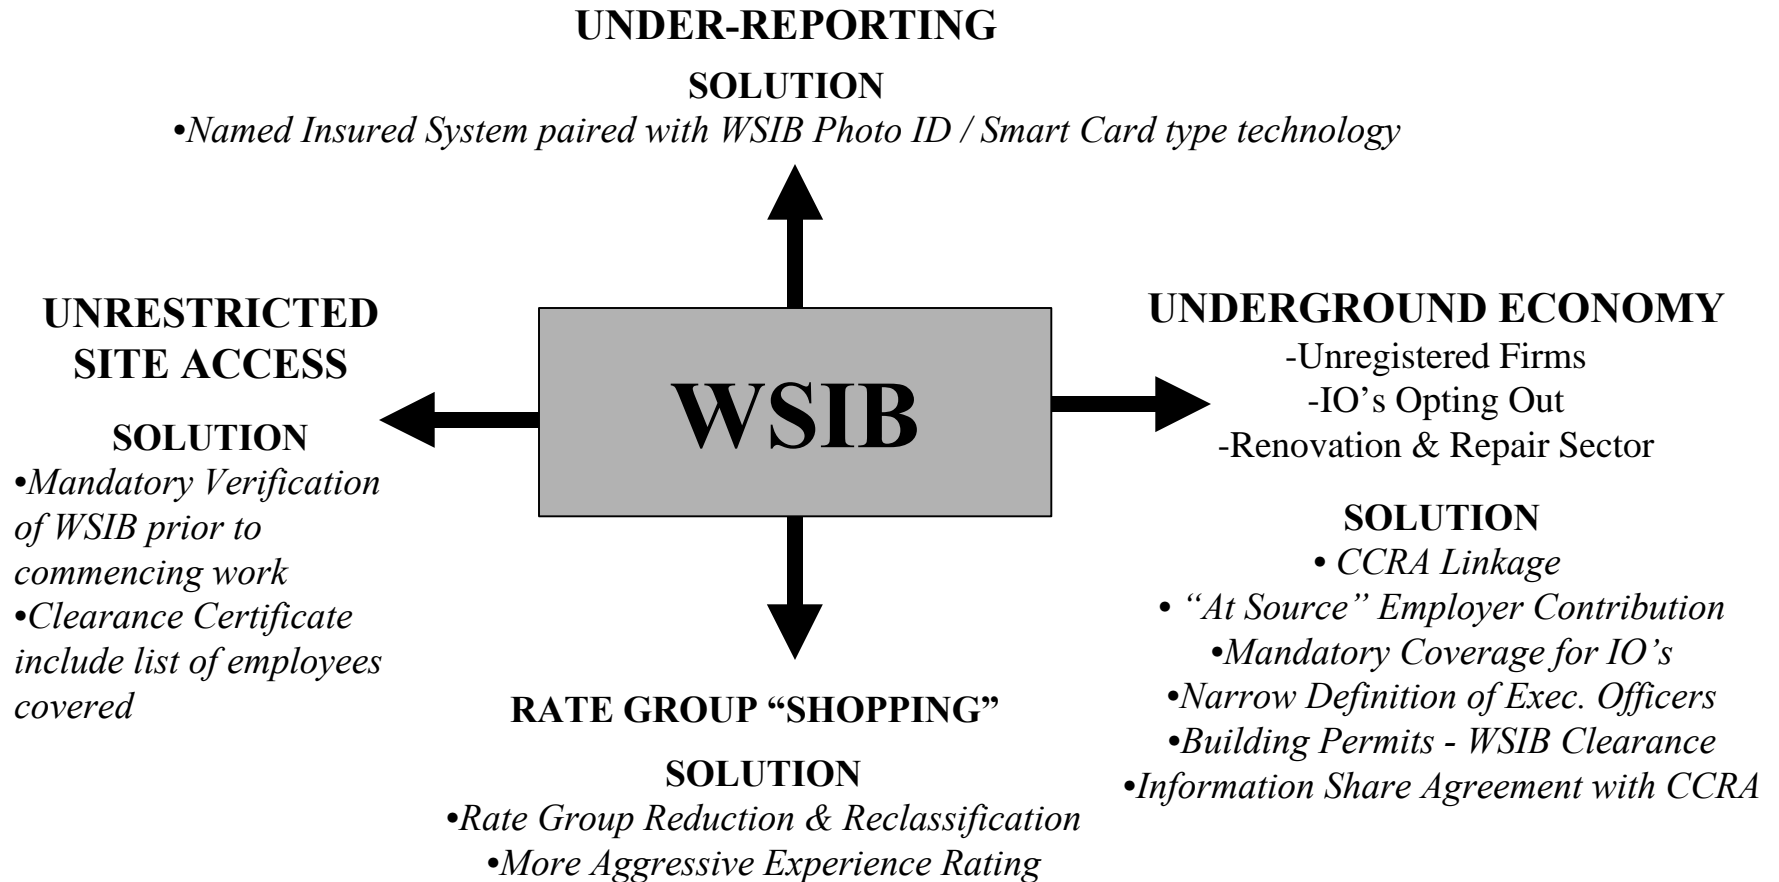 UNDER-REPORTING
SOLUTION
•Named Insured System paired with WSIB Photo ID / Smart Card type technology
UNRESTRICTED
SITE ACCESS
SOLUTION
•Mandatory Verification
of WSIB prior to
commencing work
•Clearance Certificate
include list of employees
covered
WSIB
UNDERGROUND ECONOMY
-Unregistered Firms
-IO’s Opting Out
-Renovation & Repair Sector
SOLUTION
• CCRA Linkage
• “At Source” Employer Contribution
•Mandatory Coverage for IO’s
•Narrow Definition of Exec. Officers
•Building Permits - WSIB Clearance
•Information Share Agreement with CCRA
RATE GROUP “SHOPPING”
SOLUTION
•Rate Group Reduction & Reclassification
•More Aggressive Experience Rating